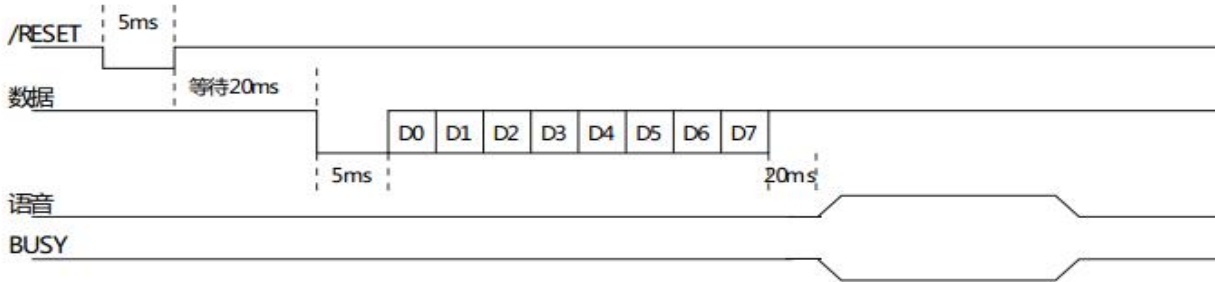 5ms
/RESET
等待20ms
数据
D0 D1 D2 D3 D4 D5 D6 D7
5ms
20ms
语音
BUSY